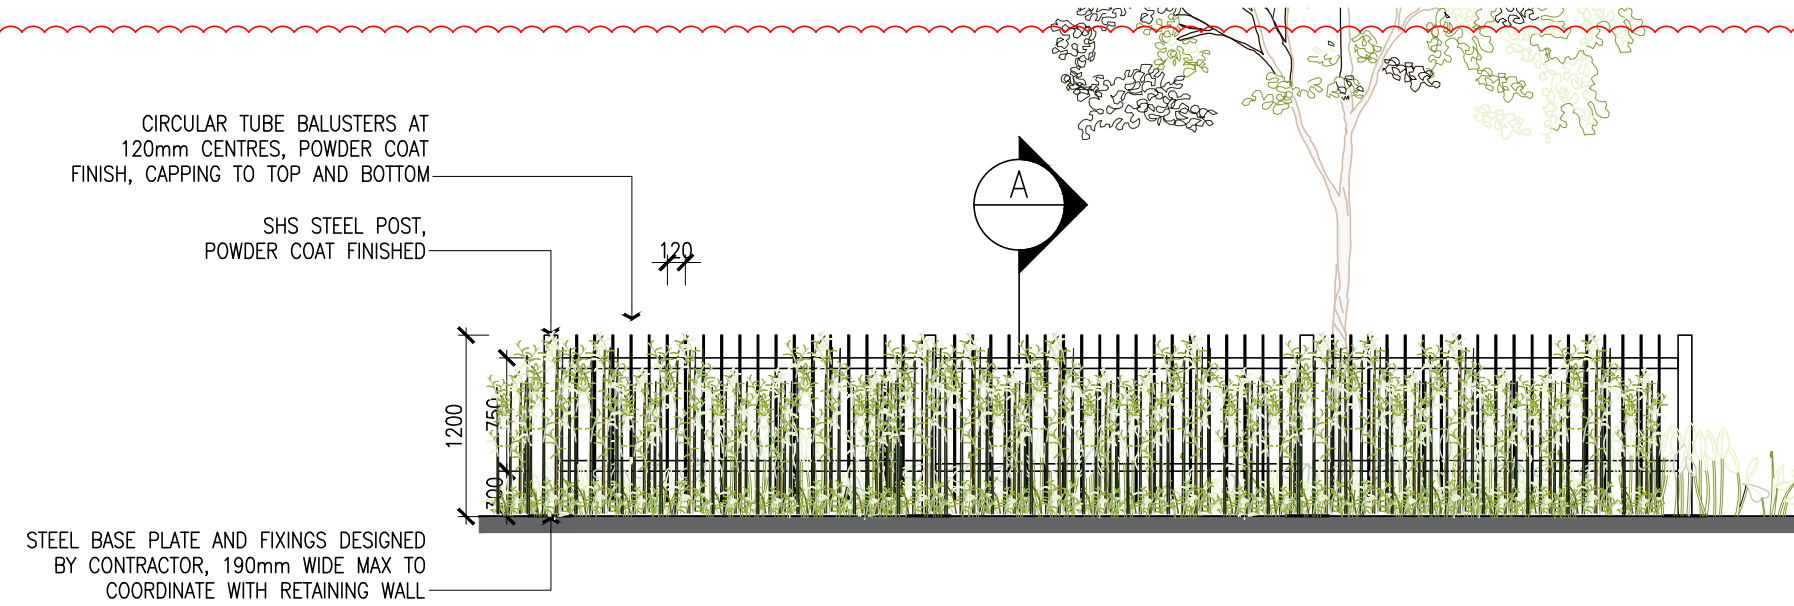 CIRCULAR TUBE BALUSTERS AT
120mm CENTRES, POWDER COAT
FINISH, CAPPING TO TOP AND BOTTOM
SHS STEEL POST,
POWDER COAT FINISHED
120
A
1200
750
STEEL BASE PLATE AND FIXINGS DESIGNED
BY CONTRACTOR, 190mm WIDE MAX TO
COORDINATE WITH RETAINING WALL